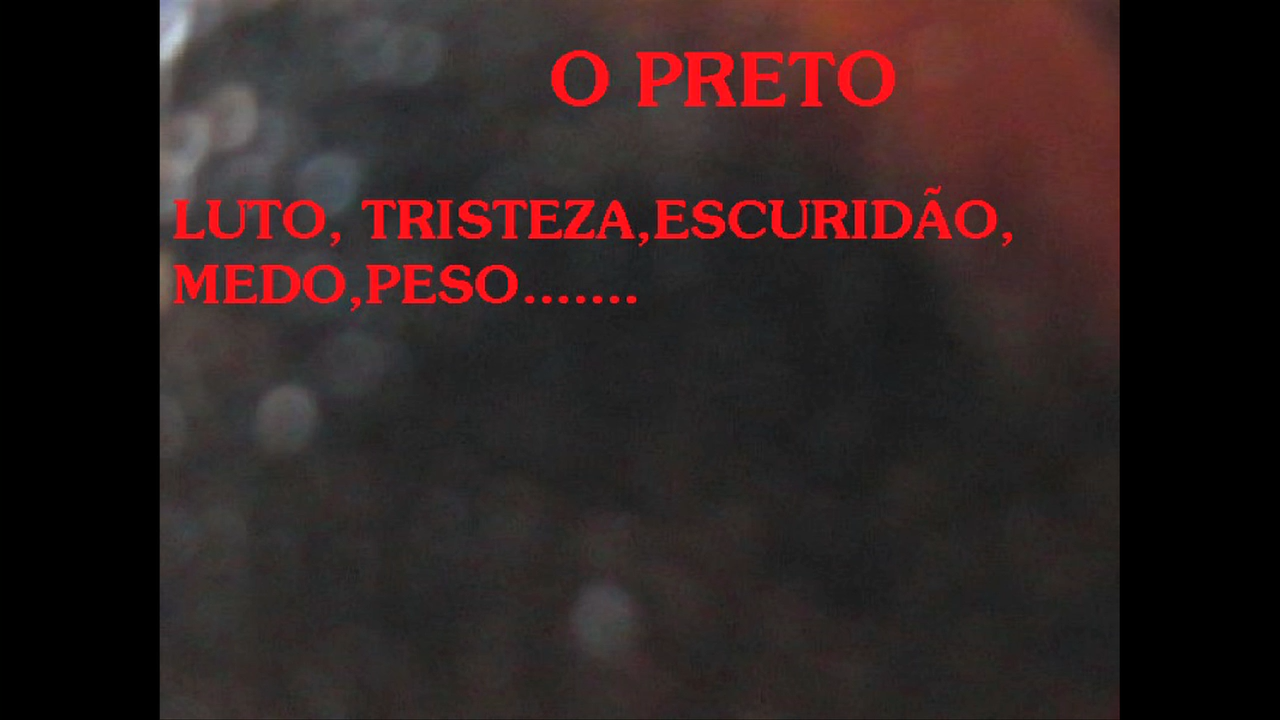 O PRETO
LUTO, TRISTEZA,ESCURIDÃO,
MEDO,PESO.......